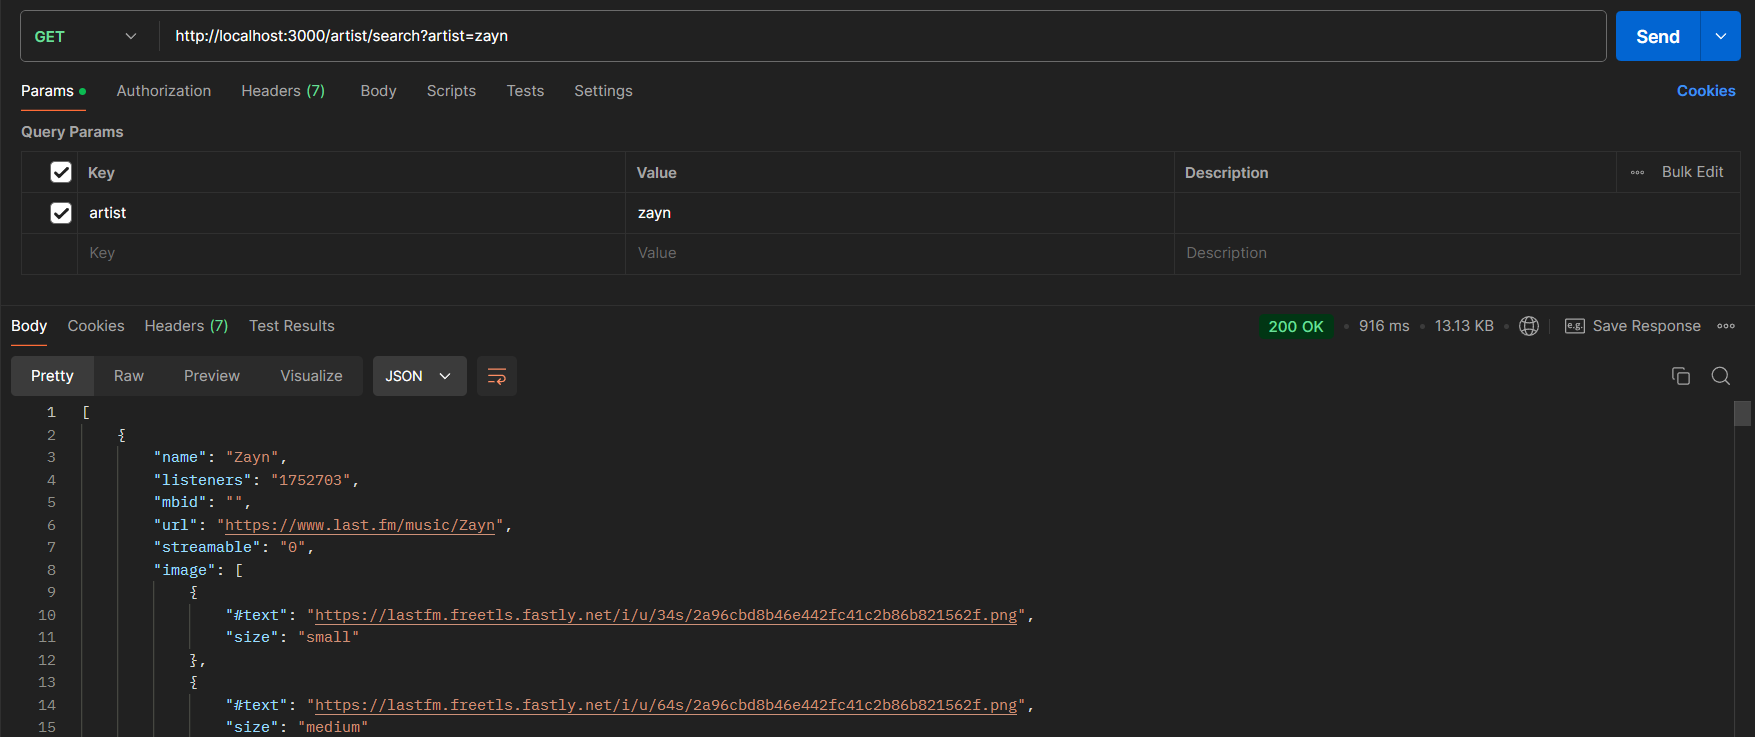 GET http://localhost:3000/artist/search?artist=zayn Send
Params Authorization Headers (7) Body Scripts Tests Settings Cookies
Query Params
Key Value Description Bulk Edit
artist zayn
Key Value Description
Body Cookies Headers (7) Test Results 200 OK 916 ms 13.13 KB Save Response
Pretty Raw Preview Visualize JSON
1 [
2 {
3 "name": "Zayn",
4 "listeners": "1752703",
5 "mbid": "",
6 "url": "https://www.last.fm/music/Zayn",
7 "streamable": "0",
8 "image": [
9 {
10 "#text": "https://lastfm.freetls.fastly.net/i/u/34s/2a96cbd8b46e442fc41c2b86b821562f.png",
11 "size": "small"
12 },
13 {
14 "#text": "https://lastfm.freetls.fastly.net/i/u/64s/2a96cbd8b46e442fc41c2b86b821562f.png",
15 "size": "medium"